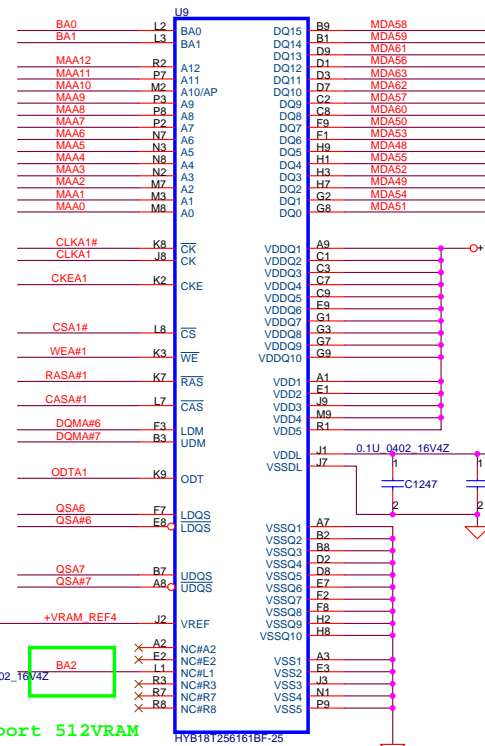 U9
BA0 L2 BA0 DQ15 B9 MDA58
BA1 L3 BA1 DQ14 B1 MDA59
DQ13 D9 MDA61
MAA12 R2 A12 DQ12 D1 MDA56
MAA11 P7 A11 DQ11 D3 MDA63
MAA10 M2 A10/AP DQ10 D7 MDA62
MAA9 P3 A9 DQ9 C2 MDA57
MAA8 P8 A8 DQ8 C8 MDA60
MAA7 P2 A7 DQ7 F9 MDA50
MAA6 N7 A6 DQ6 F1 MDA53
MAA5 N3 A5 DQ5 H9 MDA48
MAA4 N8 A4 DQ4 H1 MDA55
MAA3 N2 A3 DQ3 H3 MDA52
MAA2 M7 A2 DQ2 H7 MDA49
MAA1 M3 A1 DQ1 G2 MDA54
MAA0 M8 A0 DQ0 G8 MDA51
CLKA1# K8 CK VDDQ1 A9 +
CLKA1 J8 CK VDDQ2 C1
VDDQ3 C3
CKEA1 K2 CKE VDDQ4 C7
VDDQ5 C9
VDDQ6 E9
VDDQ7 G1
CSA1# L8 CS VDDQ8 G3
VDDQ9 G7
WEA#1 K3 WE VDDQ10 G9
RASA#1 K7 RAS VDD1 A1
VDD2 E1
CASA#1 L7 CAS VDD3 J9
VDD4 M9
DQMA#6 F3 LDM VDD5 R1
DQMA#7 B3 UDM
VDDL J1 0.1U_0402_16V4Z
VSSDL J7
ODTA1 K9 ODT 1 1
C1247
2 2
QSA6 F7 LDQS
QSA#6 E8 LDQS VSSQ1 A7
VSSQ2 B2
VSSQ3 B8
VSSQ4 D2
QSA7 B7 UDQS VSSQ5 D8
QSA#7 A8 UDQS VSSQ6 E7
VSSQ7 F2
VSSQ8 F8
+VRAM_REF4 J2 VREF VSSQ9 H2
VSSQ10 H8
A2 NC#A2
E2 NC#E2 VSS1 A3
02_16V4Z BA2 L1 NC#L1 VSS2 E3
R3 NC#R3 VSS3 J3
R7 NC#R7 VSS4 N1
R8 NC#R8 VSS5 P9
port 512VRAM
HYB18T256161BF-25